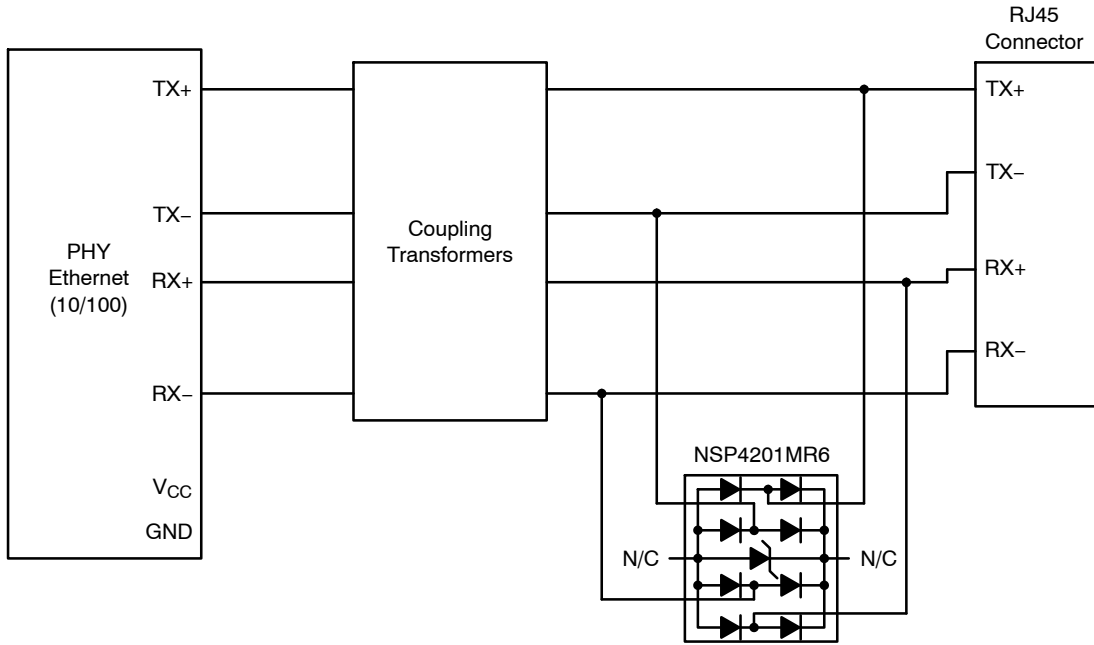 RJ45
Connector
TX+
TX−
RX+
RX−
PHY
Ethernet
(10/100)
VCC
GND
Coupling
Transformers
TX+
TX−
RX+
RX−
NSP4201MR6
N/C
N/C